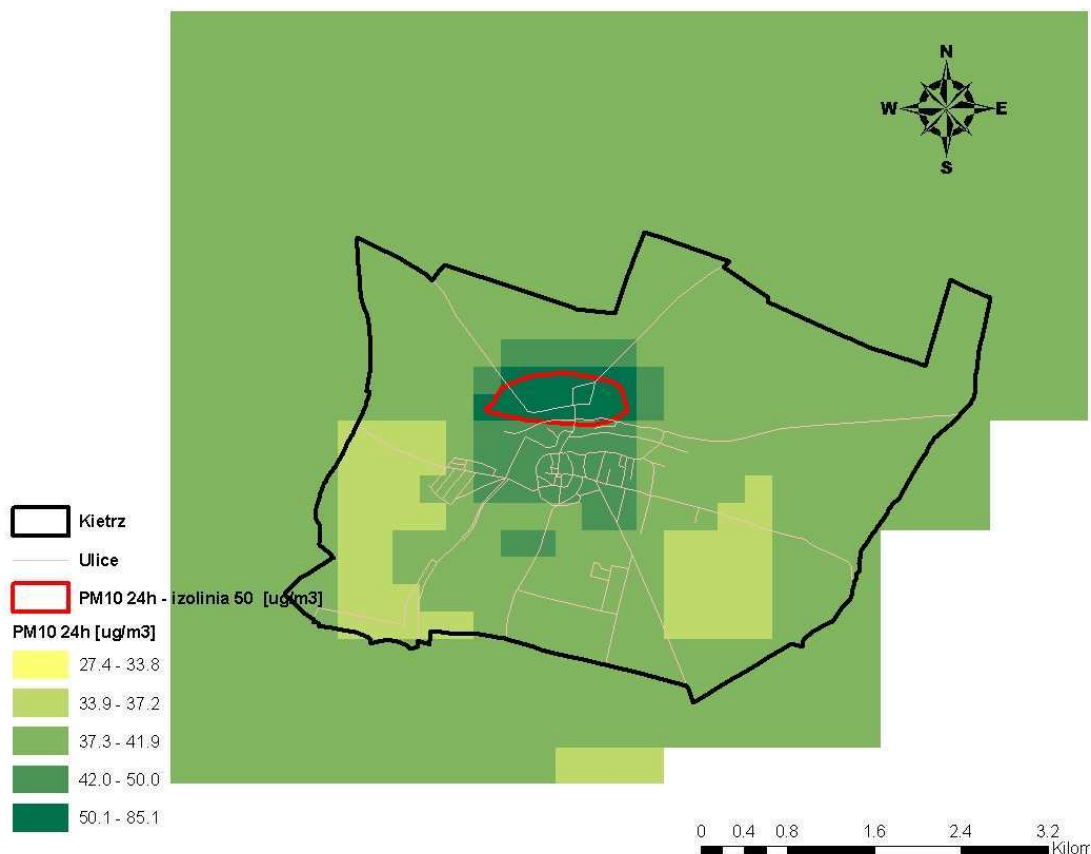 N
W E
S
Kietrz
Ulice
PM10 24h - izolinia 50 [ug/m3]
PM10 24h [ug/m3]
27.4 - 33.8
33.9 - 37.2
37.3 - 41.9
42.0 - 50.0
50.1 - 85.1
0 0.4 0.8 1.6 2.4 3.2
Kilom